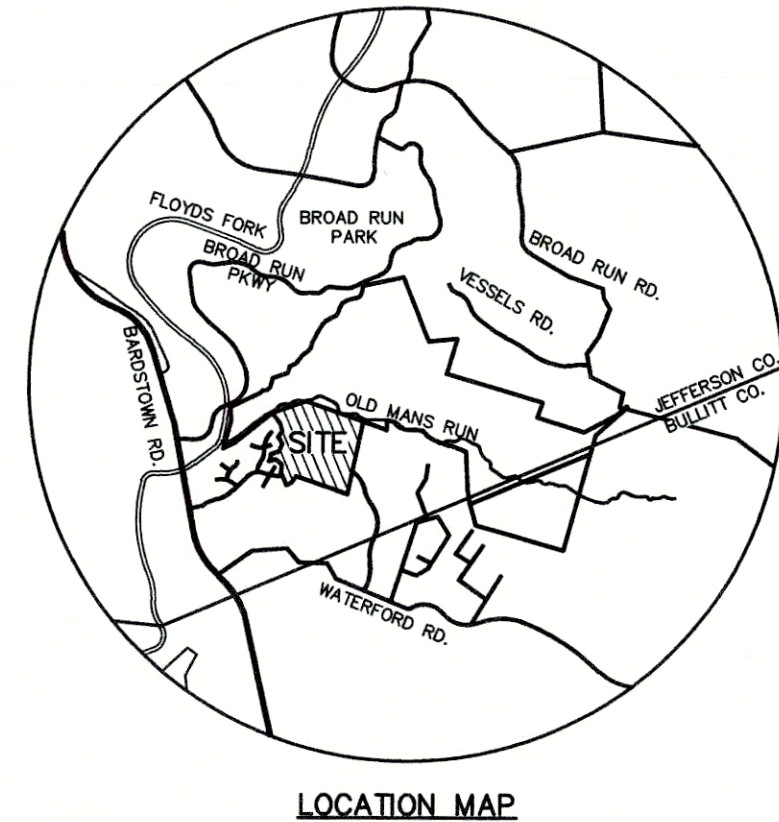 FLOYDS FORK
BROAD RUN
PARK
BROAD RUN
PKWY
BROAD RUN RD.
VESSELS RD.
BARDSTOWN RD.
JEFFERSON CO.
BULLITT CO.
OLD MANS RUN
SITE
WATERFORD RD.
LOCATION MAP